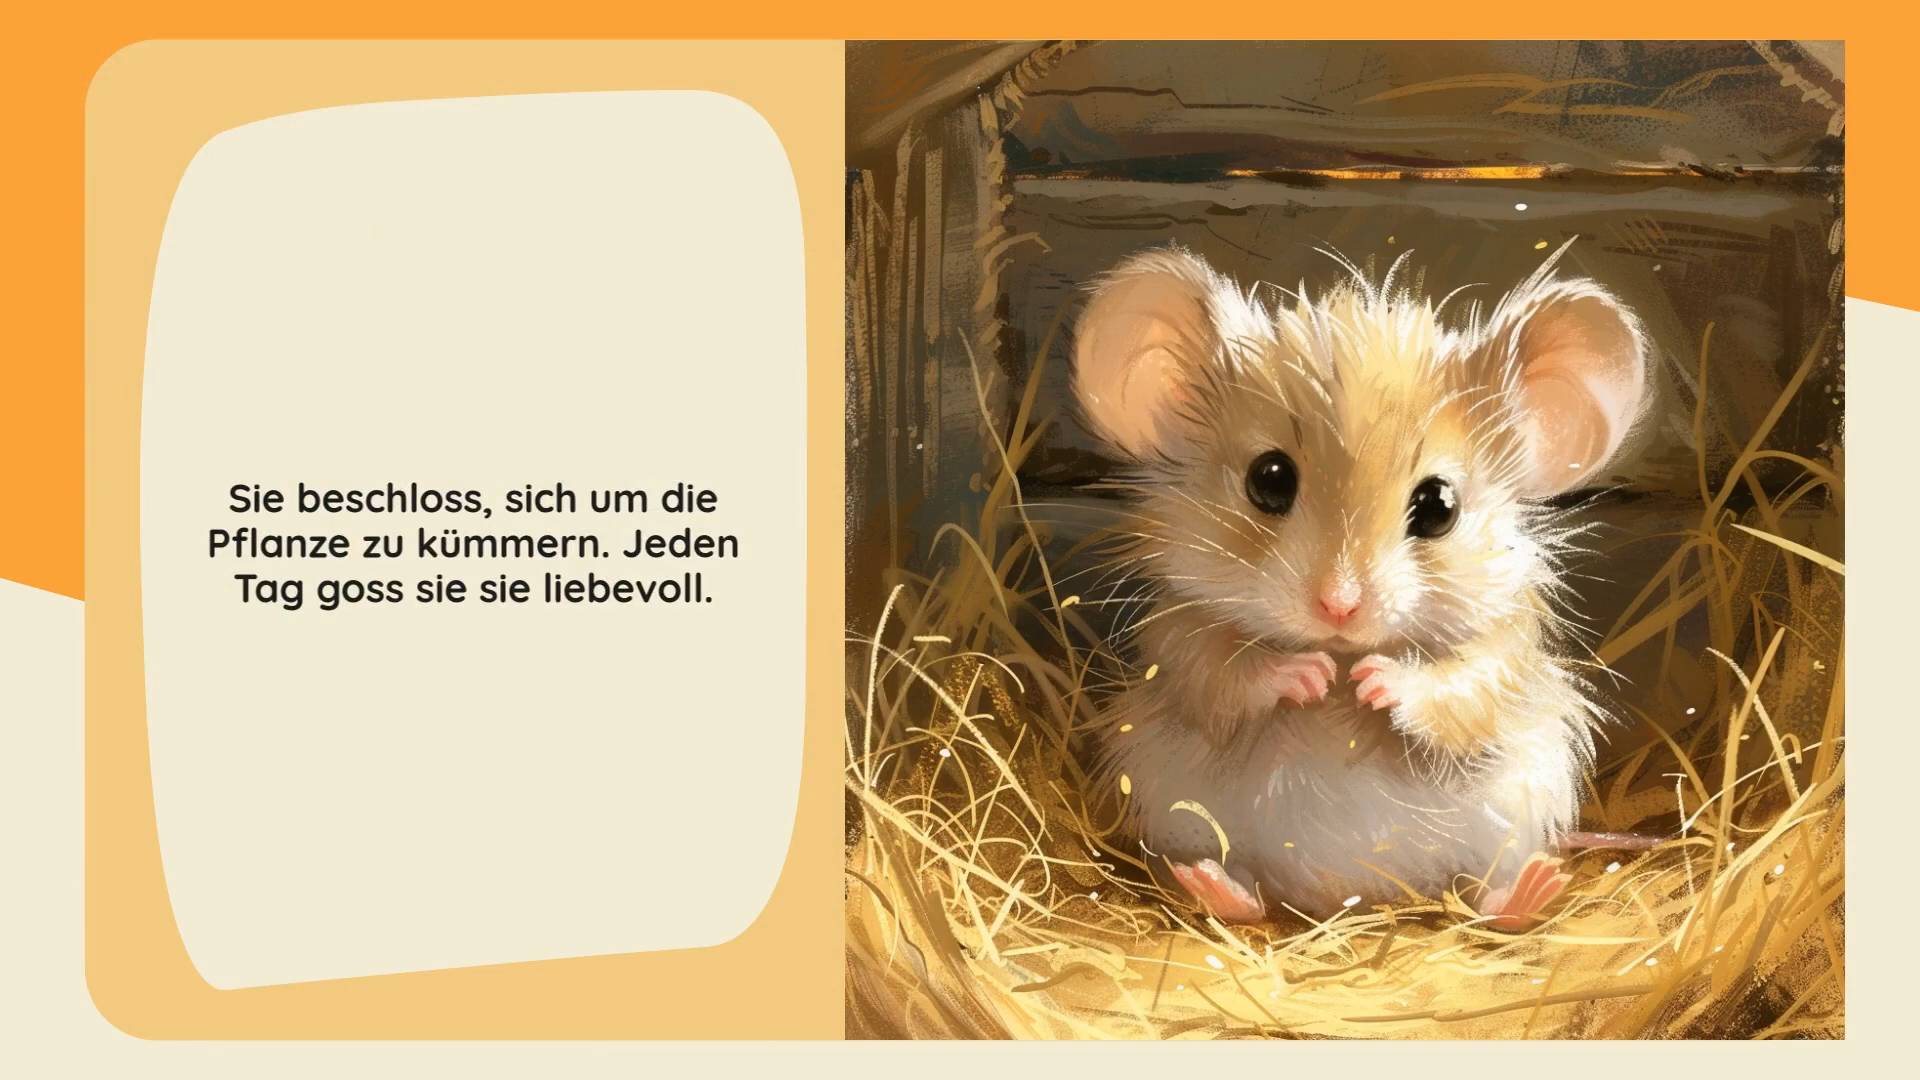 Sie beschloss, sich um die
Pflanze zu kümmern. Jeden
Tag goss sie sie liebevoll.